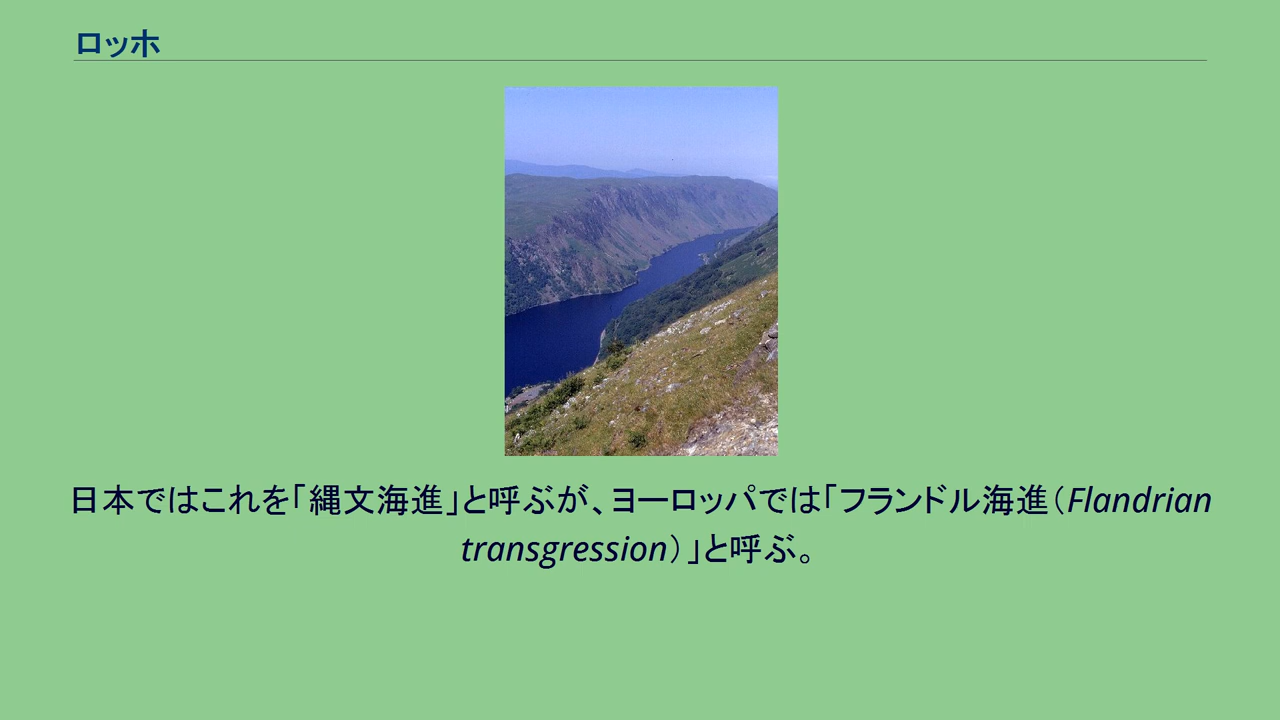 ロッホ
日本ではこれを「縄文海進」と呼ぶが、ヨーロッパでは「フランドル海進（Flandrian
transgression）」と呼ぶ。